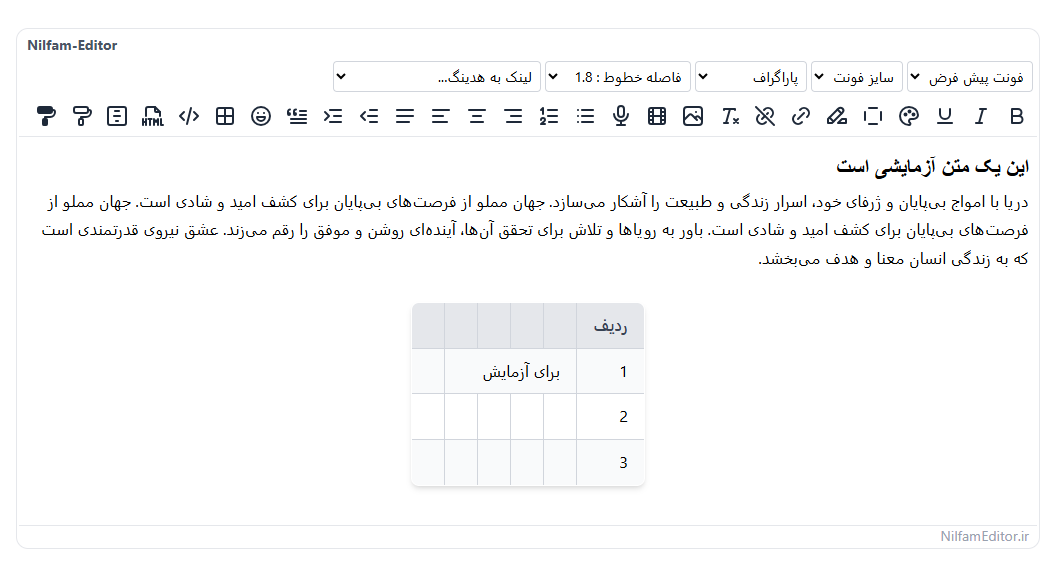 Nilfam-Editor
فونت پیش فرض
سایز فونت
پاراگراف
فاصله خطوط : 1.8
لینک به هدینگ...
HTML
B I U
این یک متن آزمایشی است
دریا با امواج بی‌پایان و ژرفای خود، اسرار زندگی و طبیعت را آشکار می‌سازد. جهان مملو از فرصت‌های بی‌پایان برای کشف امید و شادی است. جهان مملو از
فرصت‌های بی‌پایان برای کشف امید و شادی است. باور به رویاها و تلاش برای تحقق آن‌ها، آینده‌ای روشن و موفق را رقم می‌زند. عشق نیروی قدرتمندی است
که به زندگی انسان معنا و هدف می‌بخشد.
ردیف
1 برای آزمایش
2
3
NilfamEditor.ir